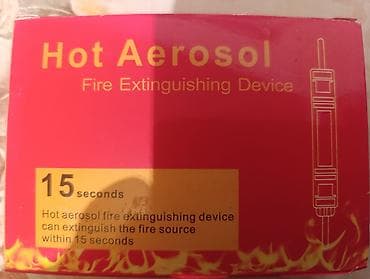 Hot Aerosol
Fire Extinguishing Device
15 seconds
Hot aerosol fire extinguishing device
can extinguish the fire source
within 15 seconds